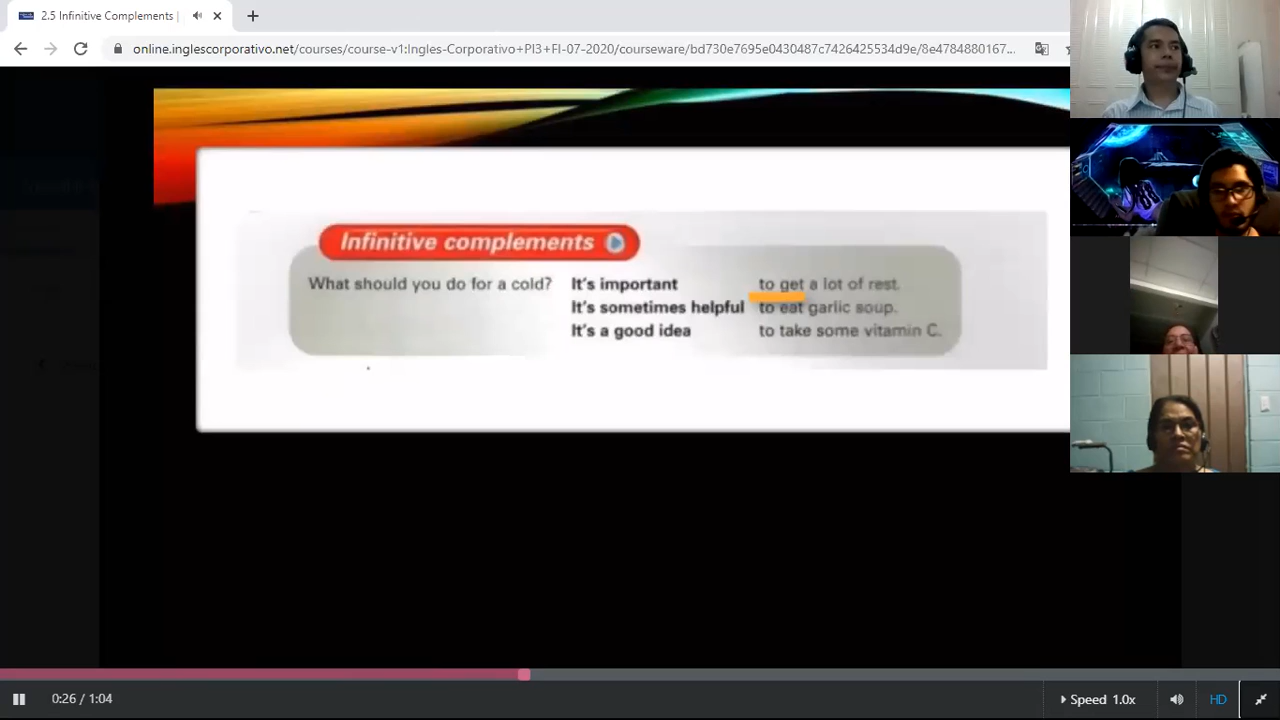 2.5 Infinitive Complements |
online.inglescorporativo.net/courses/course-v1:Ingles-Corporativo+PI3+FI-07-2020/courseware/bd730e7695e0430487c7426425534d9e/8e4784880167...
Infinitive complements
What should you do for a cold? It's important to get a lot of rest.
It's sometimes helpful to eat garlic soup.
It's a good idea to take some vitamin C.
0:26 / 1:04
Speed 1.0x
HD